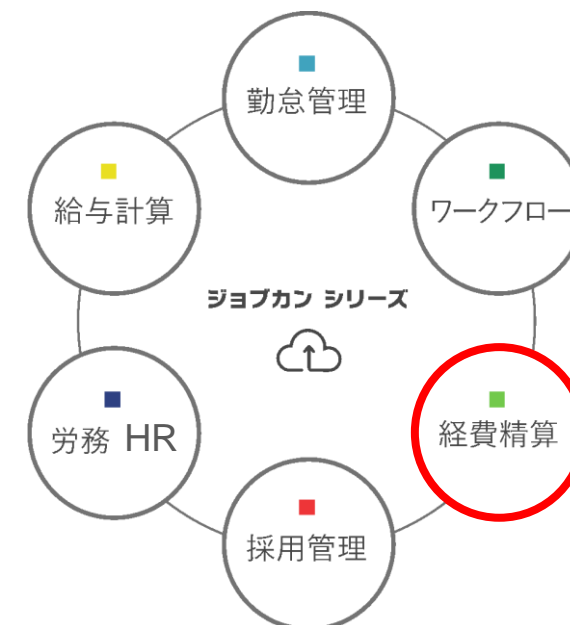 勤怠管理
給与計算
ワークフロー
ジョブカン シリーズ
労務 HR
経費精算
採用管理